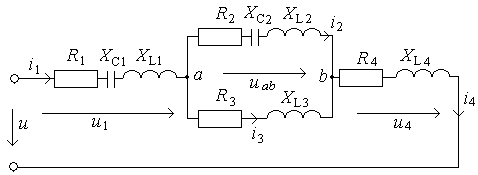 R2 XC2 XL2 i2
i1 R1 XC1 XL1 a uab b R4 XL4
R3 XL3 i4
u u1 i3 u4